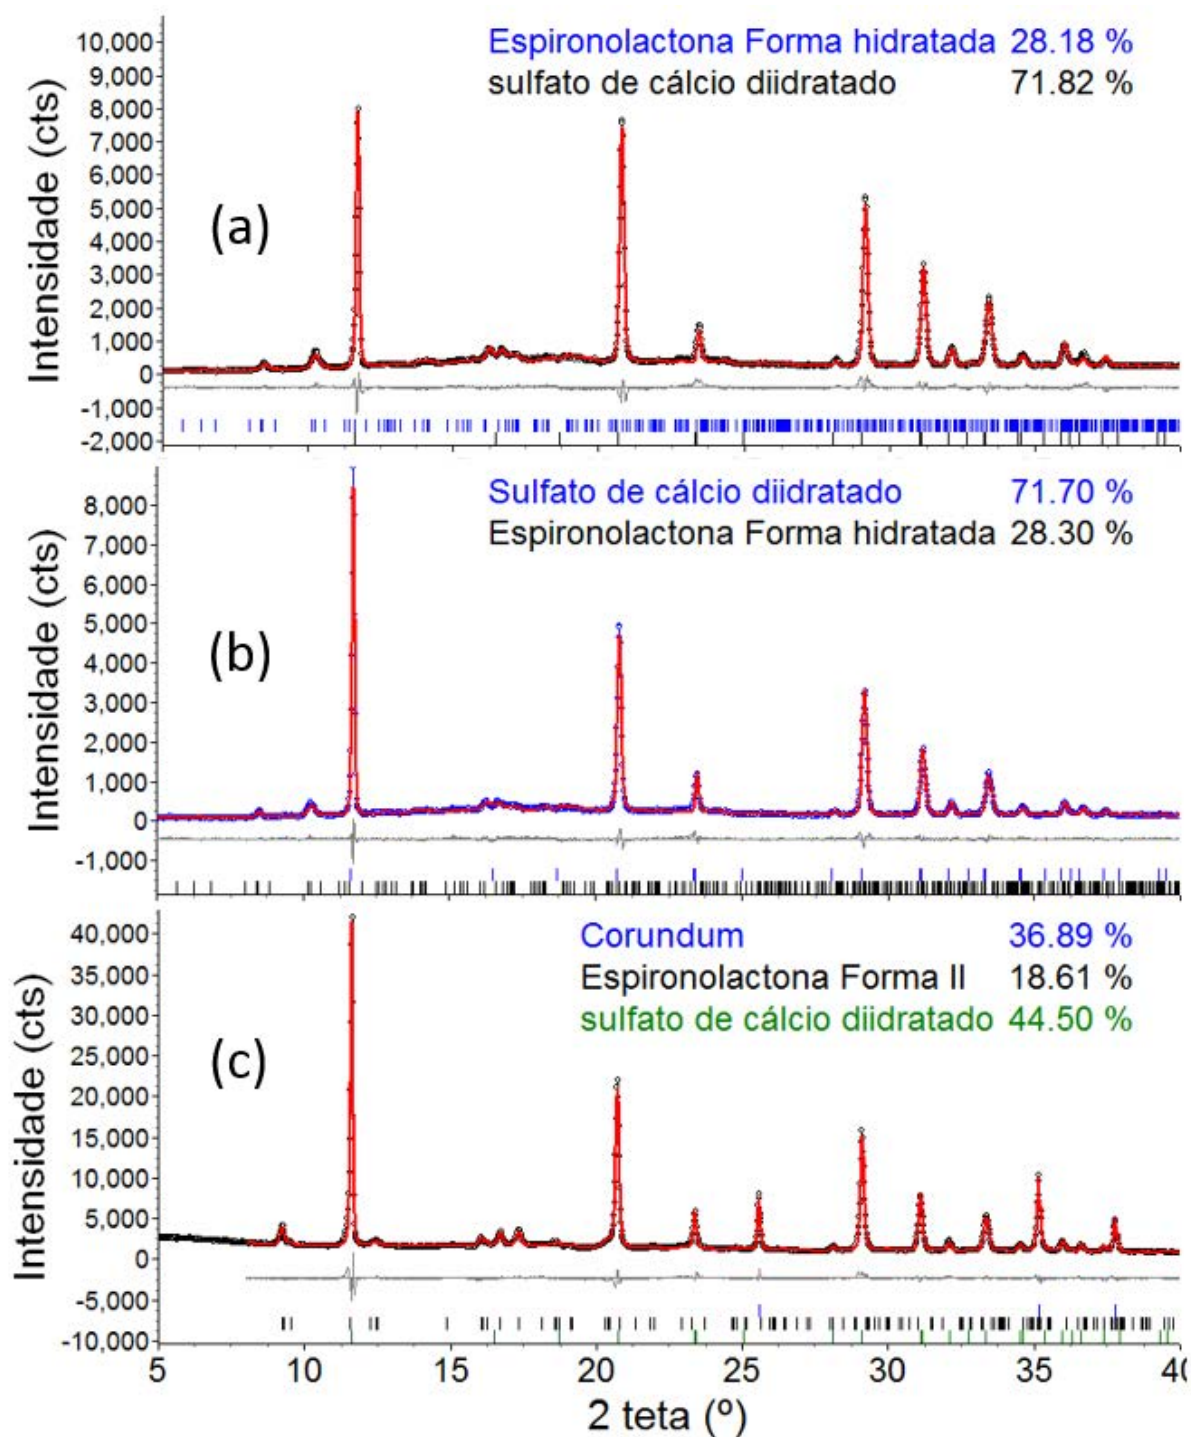 Espironolactona Forma hidratada 28.18 %
sulfato de cálcio diidratado 71.82 %
(a)
Intensidade (cts)
10,000
9,000
8,000
7,000
6,000
5,000
4,000
3,000
2,000
1,000
0
-1,000
-2,000
Sulfato de cálcio diidratado 71.70 %
Espironolactona Forma hidratada 28.30 %
(b)
Intensidade (cts)
8,000
7,000
6,000
5,000
4,000
3,000
2,000
1,000
0
-1,000
Corundum 36.89 %
Espironolactona Forma II 18.61 %
sulfato de cálcio diidratado 44.50 %
(c)
Intensidade (cts)
40,000
35,000
30,000
25,000
20,000
15,000
10,000
5,000
0
-5,000
-10,000
5 10 15 20 25 30 35 40
2 teta (º)